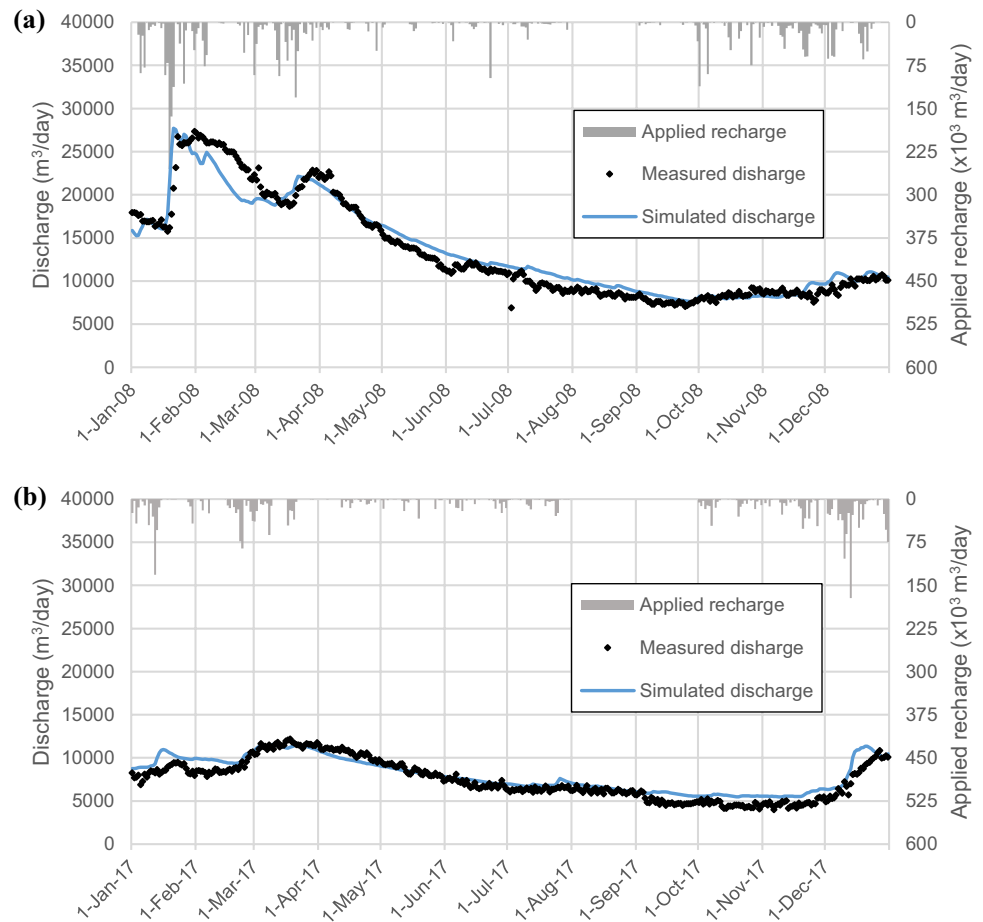 (a)
40000
35000
30000
25000
20000
15000
10000
5000
0
Discharge (m³/day)
0
75
150
225
300
375
450
525
600
Applied recharge (x10³ m³/day)
Applied recharge
Measured disharge
Simulated discharge
1-Jan-08
1-Feb-08
1-Mar-08
1-Apr-08
1-May-08
1-Jun-08
1-Jul-08
1-Aug-08
1-Sep-08
1-Oct-08
1-Nov-08
1-Dec-08
(b)
40000
35000
30000
25000
20000
15000
10000
5000
0
Discharge (m³/day)
0
75
150
225
300
375
450
525
600
Applied recharge (x10³ m³/day
Applied recharge
Measured disharge
Simulated discharge
1-Jan-17
1-Feb-17
1-Mar-17
1-Apr-17
1-May-17
1-Jun-17
1-Jul-17
1-Aug-17
1-Sep-17
1-Oct-17
1-Nov-17
1-Dec-17